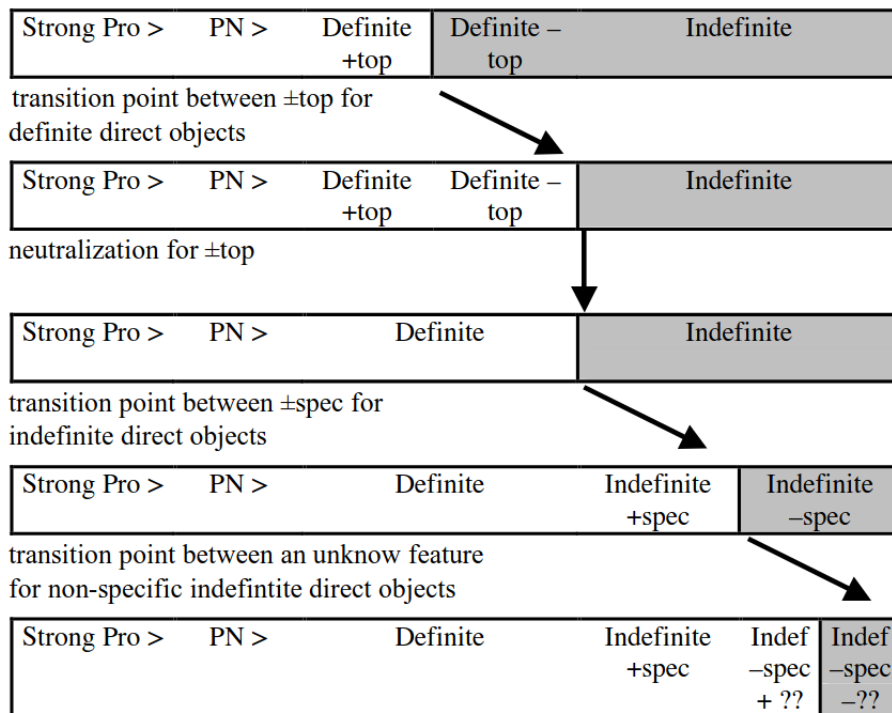 Strong Pro > PN > Definite Definite – Indefinite
+top top
transition point between ±top for
definite direct objects
Strong Pro > PN > Definite Definite – Indefinite
+top top
neutralization for ±top
Strong Pro > PN > Definite Indefinite
transition point between ±spec for
indefinite direct objects
Strong Pro > PN > Definite Indefinite Indefinite
+spec –spec
transition point between an unknow feature
for non-specific indefintite direct objects
Strong Pro > PN > Definite Indefinite Indef Indef
+spec –spec –spec
+ ?? –??